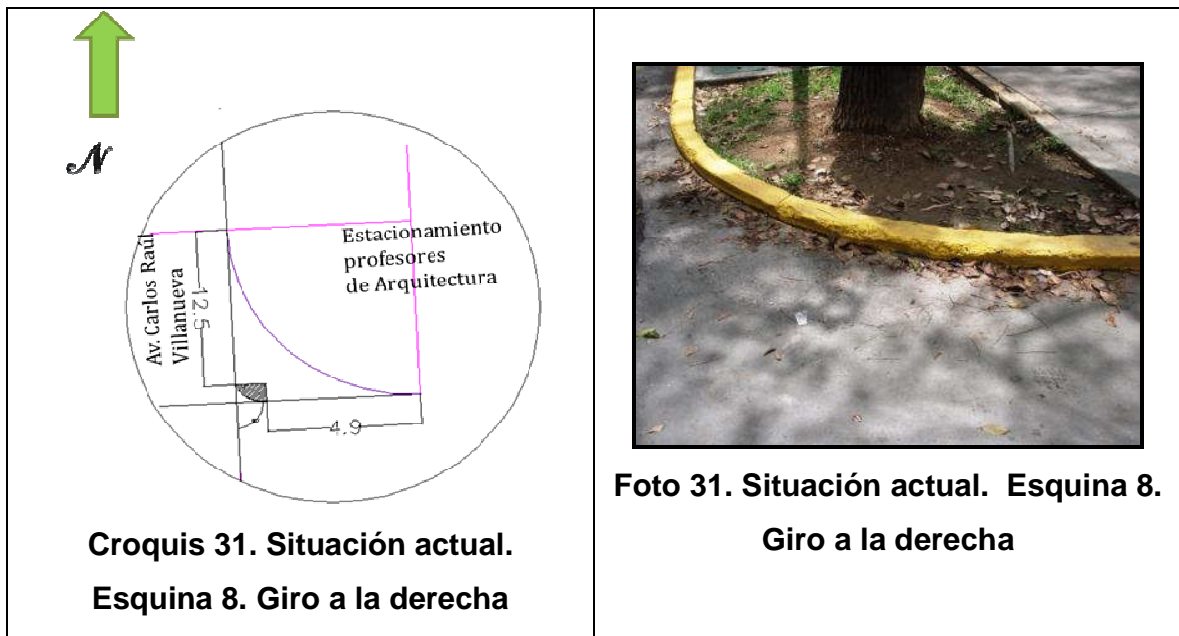 N
Estacionamiento
profesores
de Arquitectura
Av. Carlos Raúl
Villanueva
12.5
4.9
Croquis 31. Situación actual.
Esquina 8. Giro a la derecha
Foto 31. Situación actual. Esquina 8.
Giro a la derecha